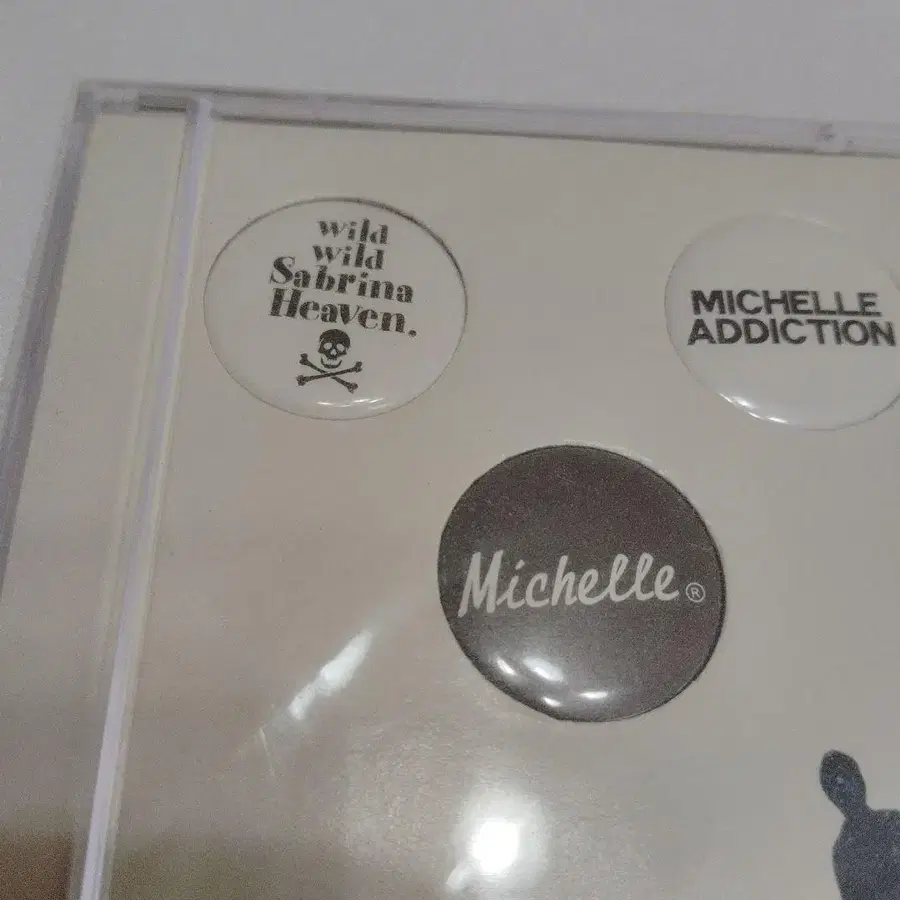 wild
wild
Sabrina
Heaven.
MICHELLE
ADDICTION
Michelle®